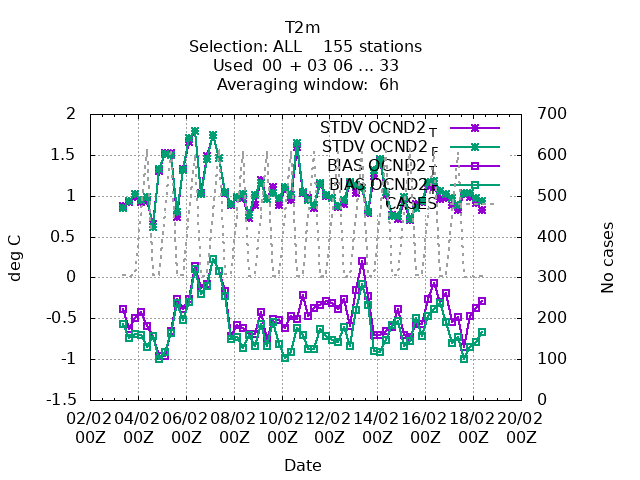 T2m
Selection: ALL    155 stations
Used  00 + 03 06 ... 33
Averaging window:  6h
STDV OCND2 T
STDV OCND2 F
BIAS OCND2 T
BIAS OCND2 F
CASES
2
1.5
1
0.5
0
-0.5
-1
-1.5
700
600
500
400
300
200
100
0
deg C
No cases
02/02 04/02 06/02 08/02 10/02 12/02 14/02 16/02 18/02 20/02
00Z 00Z 00Z 00Z 00Z 00Z 00Z 00Z 00Z 00Z
Date